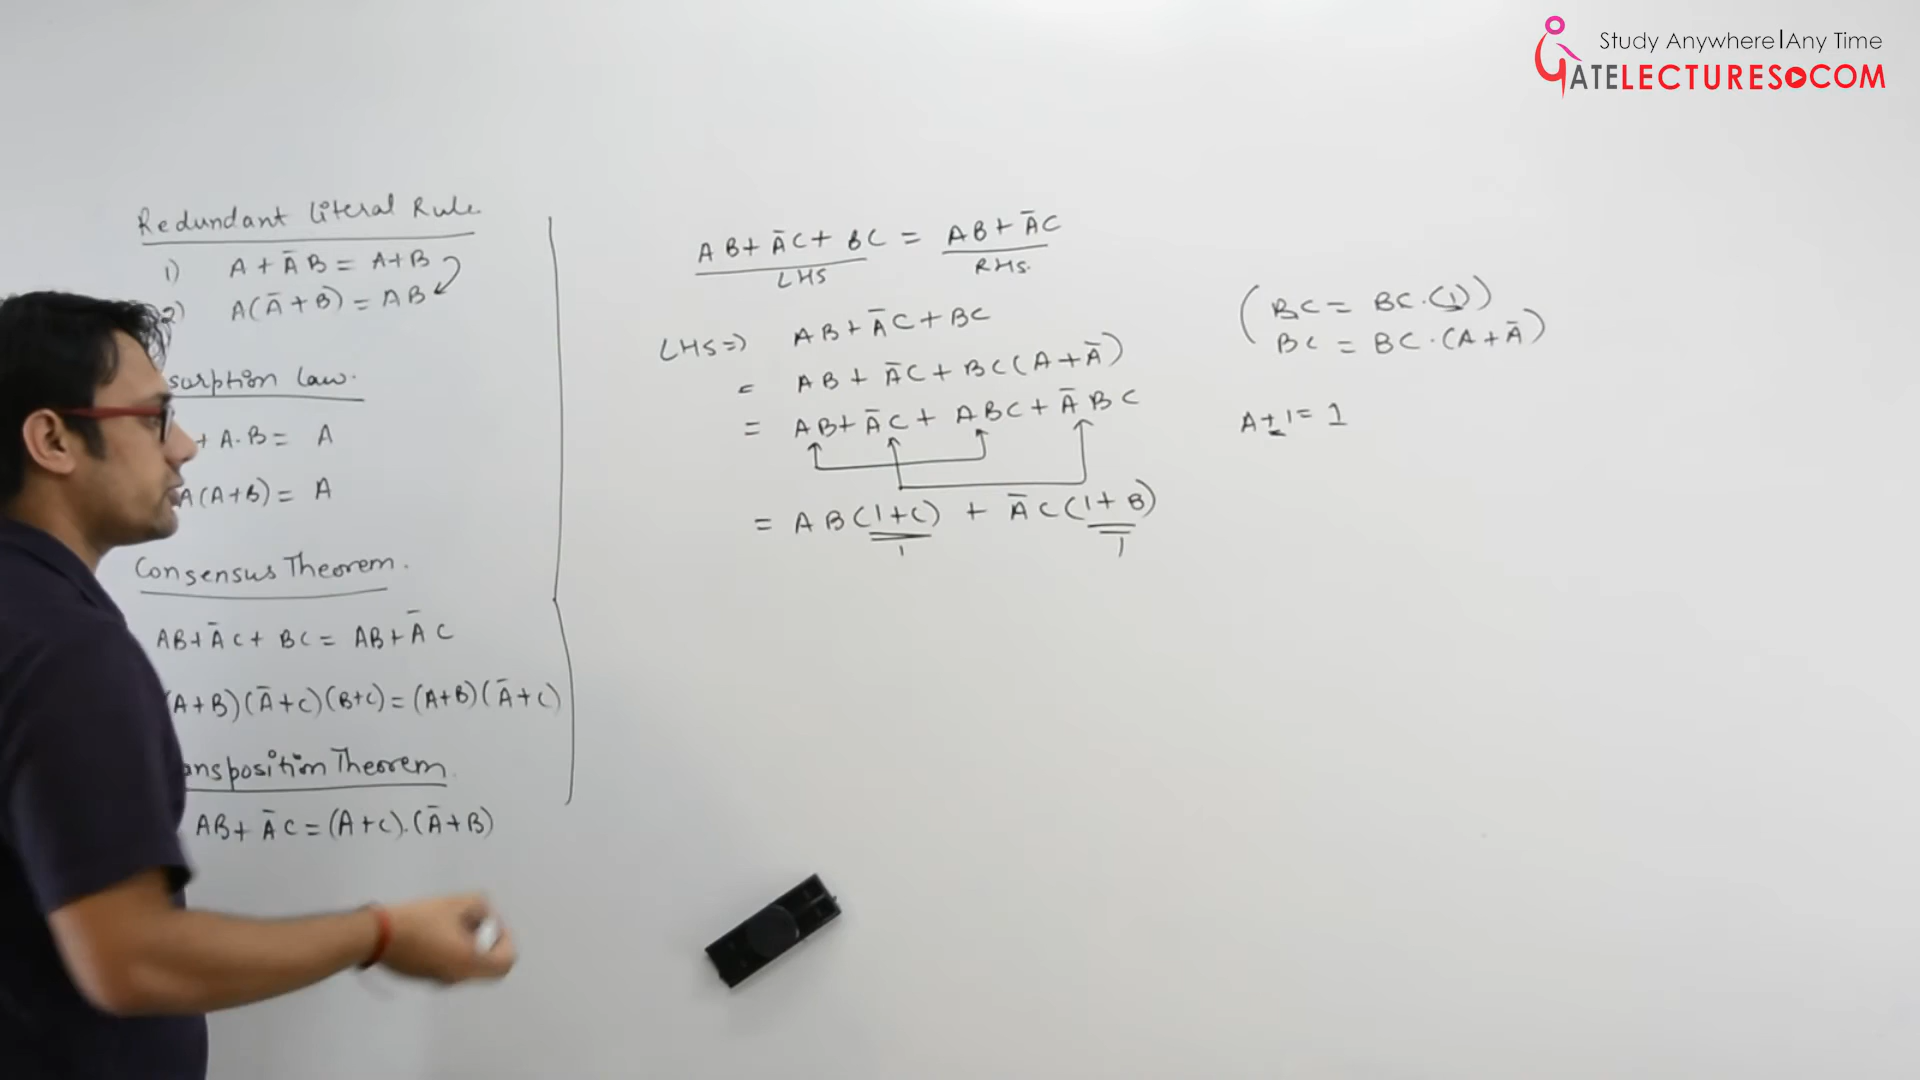 Study Anywhere|Any Time
GATELECTURES.COM
Redundant literal Rule
1) A + A̅ B = A+B
2) A(A̅ + B) = AB
sorption law.
+ A.B = A
A(A+B) = A
Consensus Theorem.
AB + A̅ C + BC = AB + A̅ C
(A+B)(A̅+C)(B+C) = (A+B)(A̅+C)
ansposition Theorem.
AB + A̅ C = (A+C).(A̅+B)
AB + A̅C + BC = AB + A̅C
LHS RHS.
LHS => AB + A̅C + BC
= AB + A̅C + BC(A + A̅)
= AB + A̅C + ABC + A̅BC
= AB(1+C) + A̅C(1+B)
1 1
(BC = BC.(1))
BC = BC.(A + A̅)
A + 1 = 1